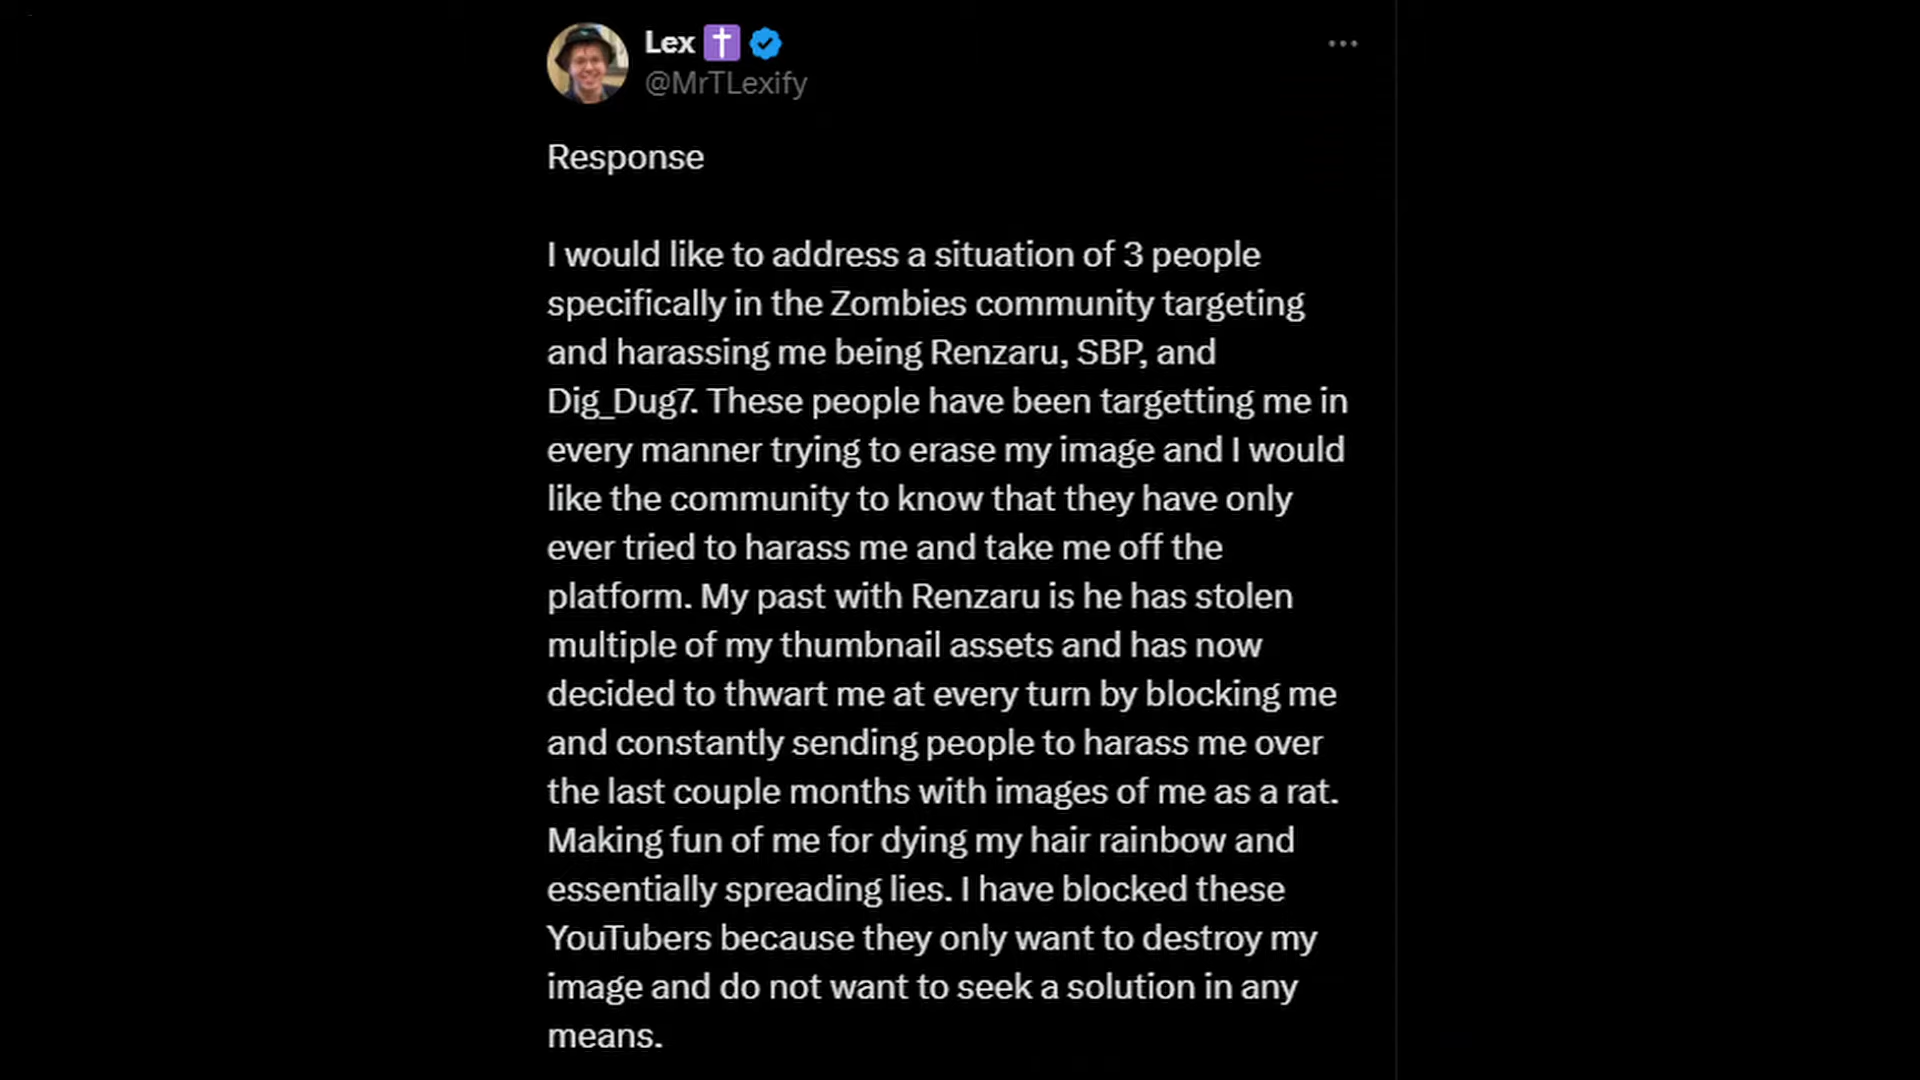 Lex
@MrTLexify
Response
I would like to address a situation of 3 people
specifically in the Zombies community targeting
and harassing me being Renzaru, SBP, and
Dig_Dug7. These people have been targetting me in
every manner trying to erase my image and I would
like the community to know that they have only
ever tried to harass me and take me off the
platform. My past with Renzaru is he has stolen
multiple of my thumbnail assets and has now
decided to thwart me at every turn by blocking me
and constantly sending people to harass me over
the last couple months with images of me as a rat.
Making fun of me for dying my hair rainbow and
essentially spreading lies. I have blocked these
YouTubers because they only want to destroy my
image and do not want to seek a solution in any
means.